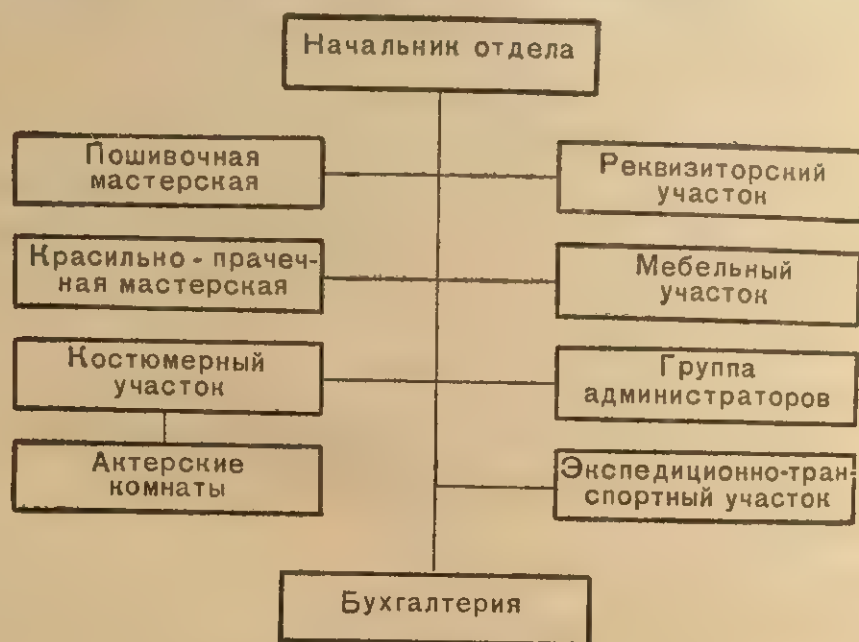 Начальник отдела
Пошивочная
мастерская
Реквизиторский
участок
Красильно - прачеч-
ная мастерская
Мебельный
участок
Костюмерный
участок
Группа
администраторов
Актерские
комнаты
Экспедиционно-тран-
спортный участок
Бухгалтерия